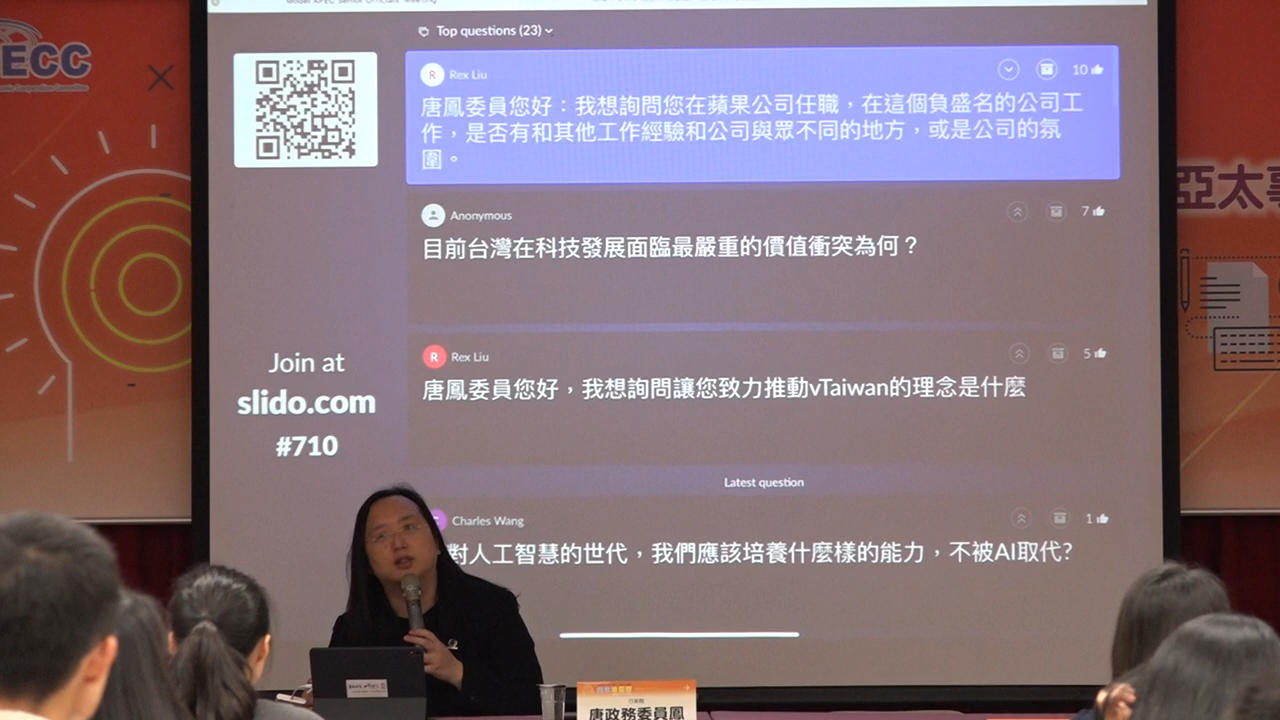 Model APEC Senior Officials' Meeting
Top questions (23)
ECC
R Rex Liu
10
唐鳳委員您好：我想詢問您在蘋果公司任職，在這個負盛名的公司工
作，是否有和其他工作經驗和公司與眾不同的地方，或是公司的氛
圍。
Anonymous
7
目前台灣在科技發展面臨最嚴重的價值衝突為何？
亞太
R Rex Liu
5
唐鳳委員您好，我想詢問讓您致力推動vTaiwan的理念是什麼
Join at
slido.com
#710
Latest question
Charles Wang
1
對人工智慧的世代，我們應該培養什麼樣的能力，不被AI取代?
行政院
唐政務委員鳳